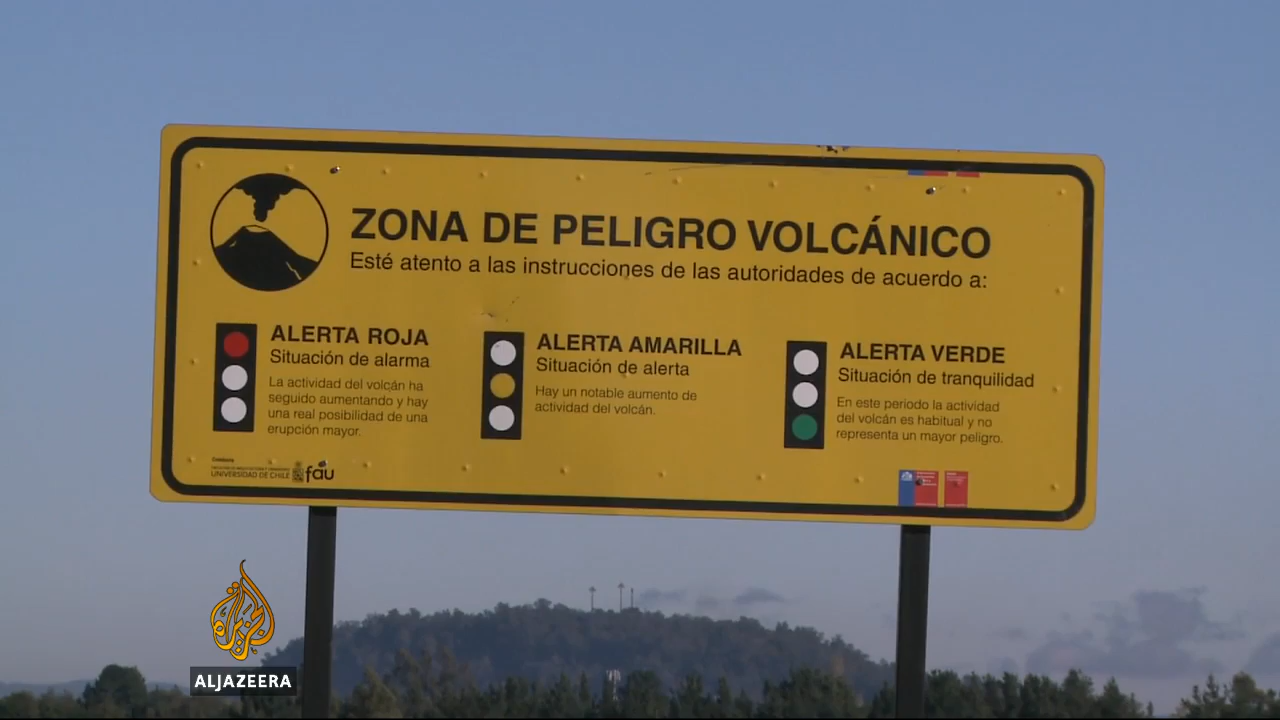 ZONA DE PELIGRO VOLCÁNICO
Esté atento a las instrucciones de las autoridades de acuerdo a:
ALERTA ROJA
Situación de alarma
La actividad del volcán ha
seguido aumentando y hay
una real posibilidad de una
erupción mayor.
ALERTA AMARILLA
Situación de alerta
Hay un notable aumento de
actividad del volcán.
ALERTA VERDE
Situación de tranquilidad
En este periodo la actividad
del volcán es habitual y no
representa un mayor peligro.
UNIVERSIDAD DE CHILE
fau
الجزيرة
ALJAZEERA